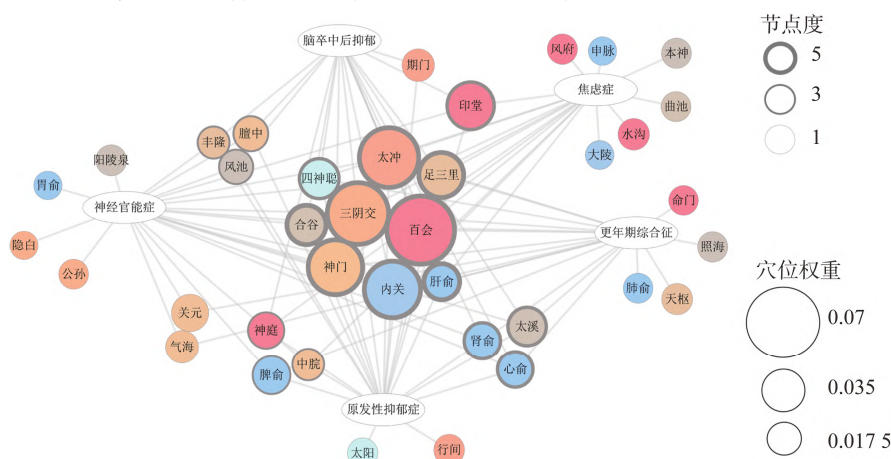 脑卒中后抑郁
期门
印堂
风府
申脉
本神
焦虑症
曲池
水沟
大陵
节点度
5
3
1
丰隆
膻中
风池
阳陵泉
胃俞
神经官能症
隐白
公孙
四神聪
太冲
足三里
合谷
三阴交
百会
神门
内关
肝俞
命门
更年期综合征
照海
肺俞
天枢
关元
气海
神庭
中脘
脾俞
太溪
肾俞
心俞
原发性抑郁症
太阳
行间
穴位权重
0.07
0.035
0.017 5